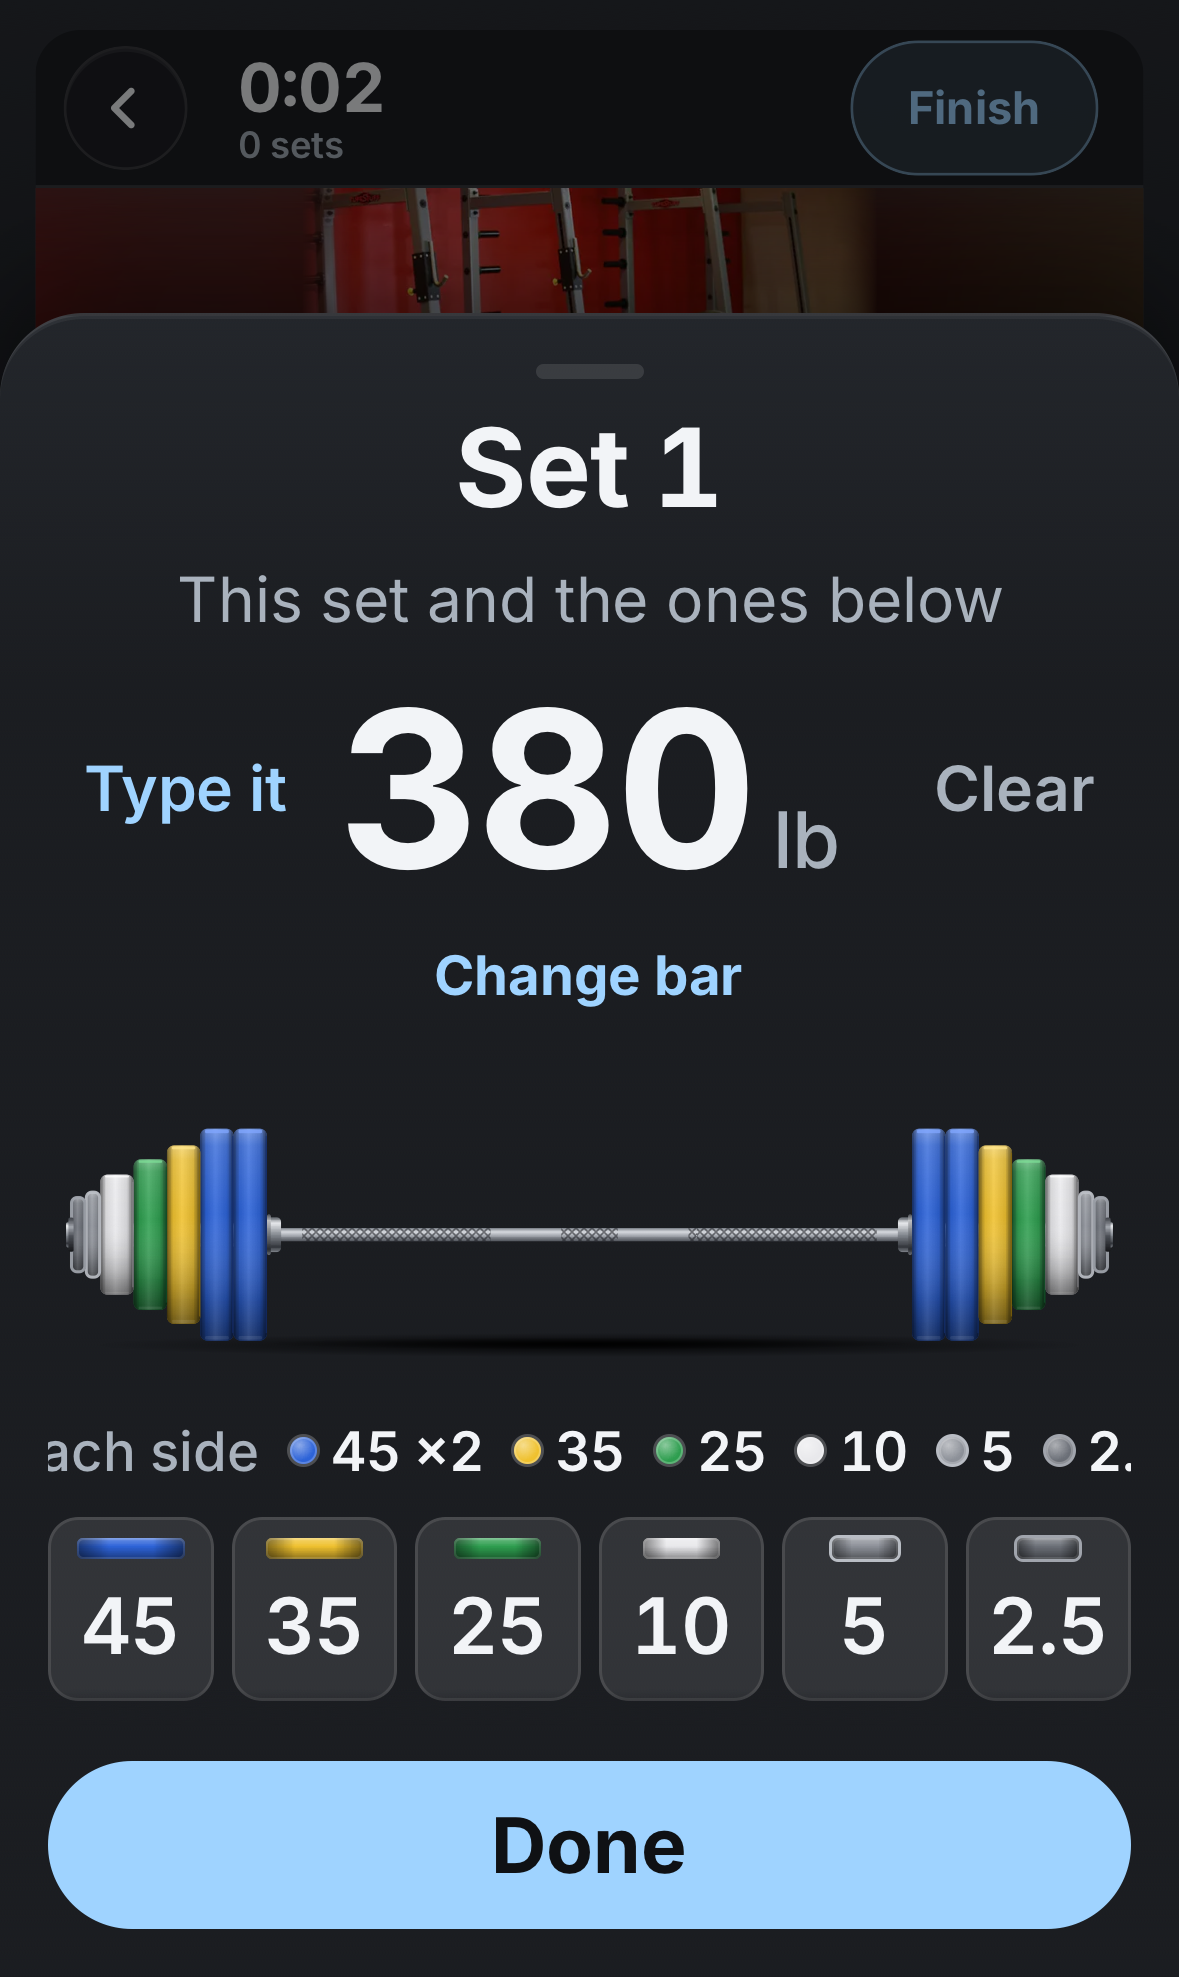 0:02
0 sets
Finish
Set 1
This set and the ones below
Type it
380 lb
Clear
Change bar
ach side 45 ×2 35 25 10 5 2.
45 35 25 10 5 2.5
Done